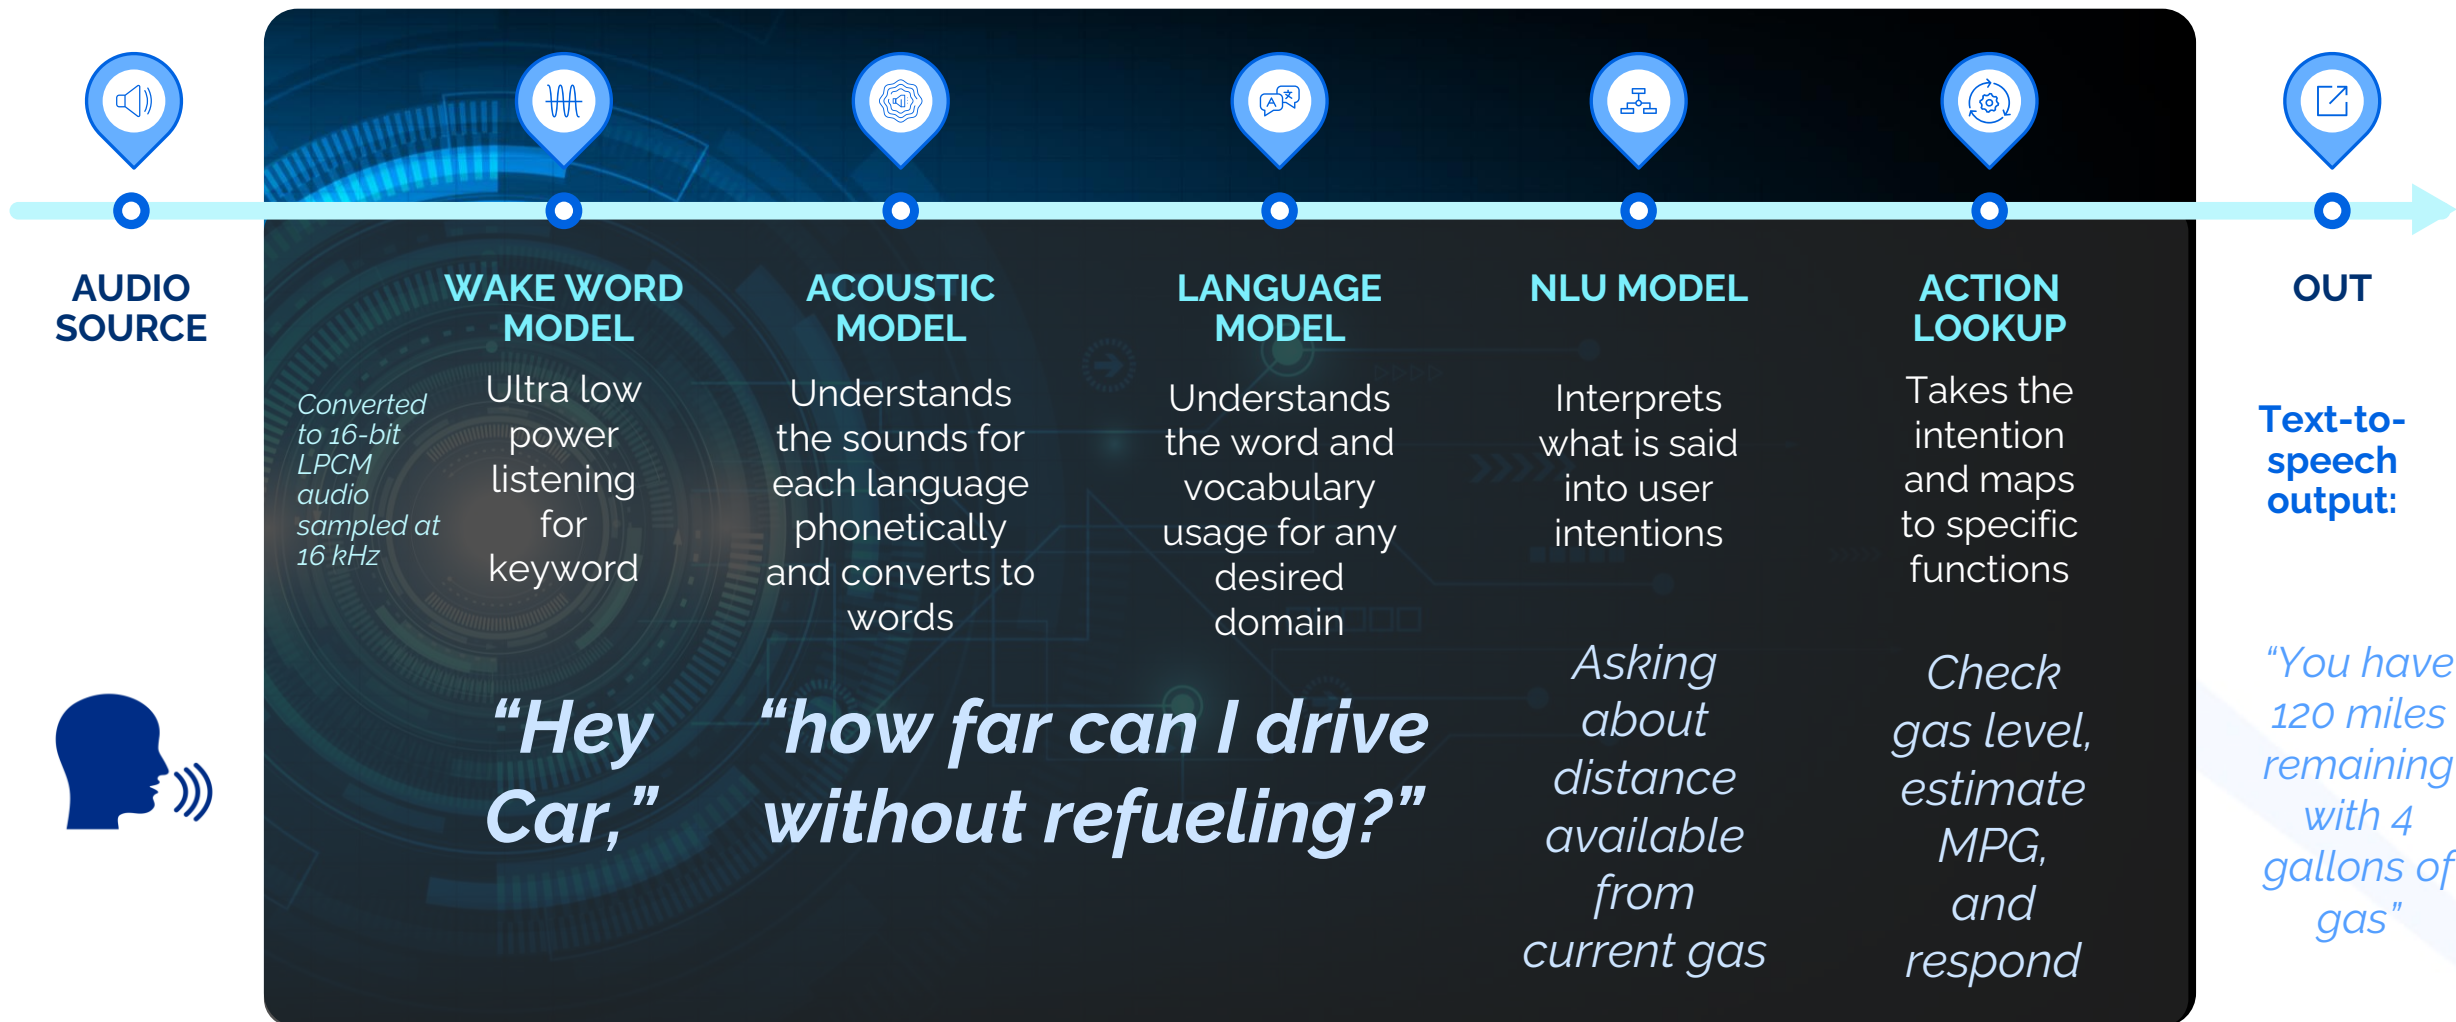 AUDIO
SOURCE
Converted
to 16-bit
LPCM
audio
sampled at
16 kHz
WAKE WORD
MODEL
Ultra low
power
listening
for
keyword
“Hey
Car,”
ACOUSTIC
MODEL
Understands
the sounds for
each language
phonetically
and converts to
words
LANGUAGE
MODEL
Understands
the word and
vocabulary
usage for any
desired
domain
“how far can I drive
without refueling?”
NLU MODEL
Interprets
what is said
into user
intentions
Asking
about
distance
available
from
current gas
ACTION
LOOKUP
Takes the
intention
and maps
to specific
functions
Check
gas level,
estimate
MPG,
and
respond
OUT
Text-to-
speech
output:
“You have
120 miles
remaining
with 4
gallons of
gas”